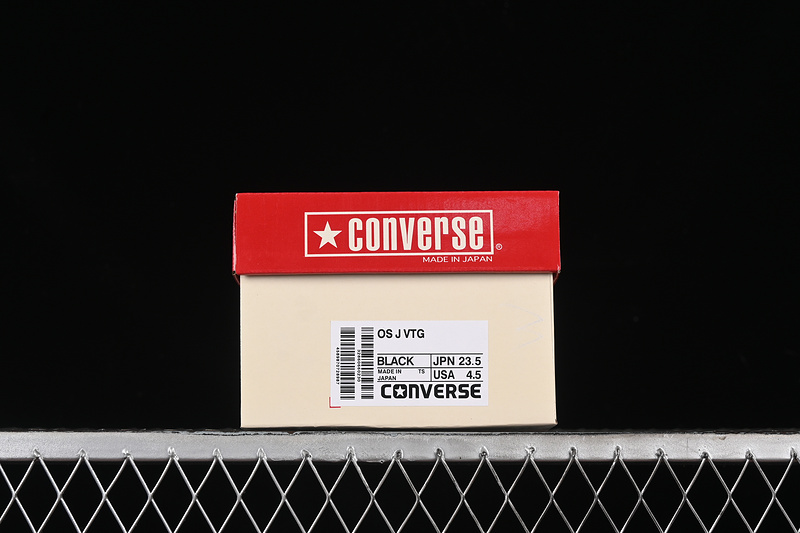 ★ converse ®
MADE IN JAPAN
OS J VTG
BLACK JPN 23.5
MADE IN JAPAN TS USA 4.5
CONVERSE